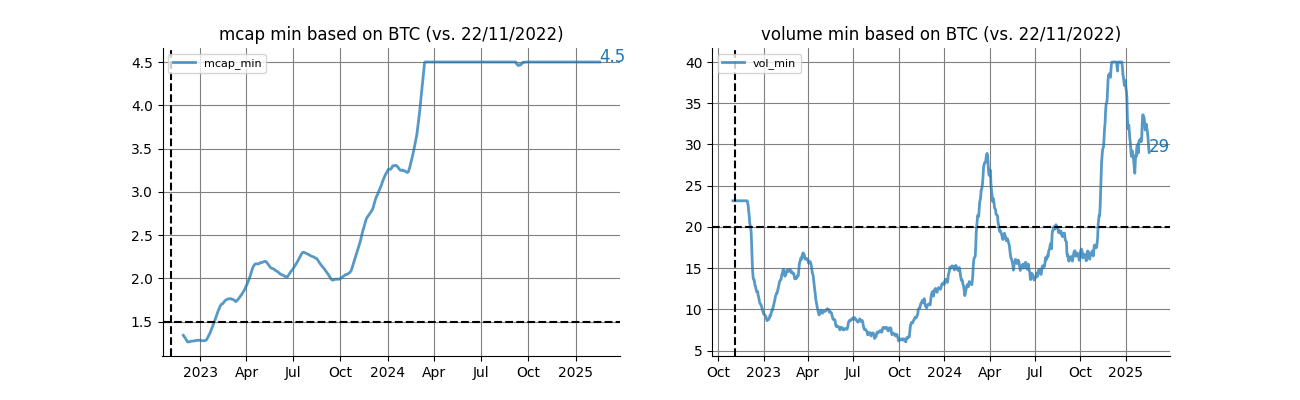 mcap min based on BTC (vs. 22/11/2022)
mcap_min
4.5
4.5
4.0
3.5
3.0
2.5
2.0
1.5
2023 Apr Jul Oct 2024 Apr Jul Oct 2025
volume min based on BTC (vs. 22/11/2022)
vol_min
29
40
35
30
25
20
15
10
5
Oct 2023 Apr Jul Oct 2024 Apr Jul Oct 2025